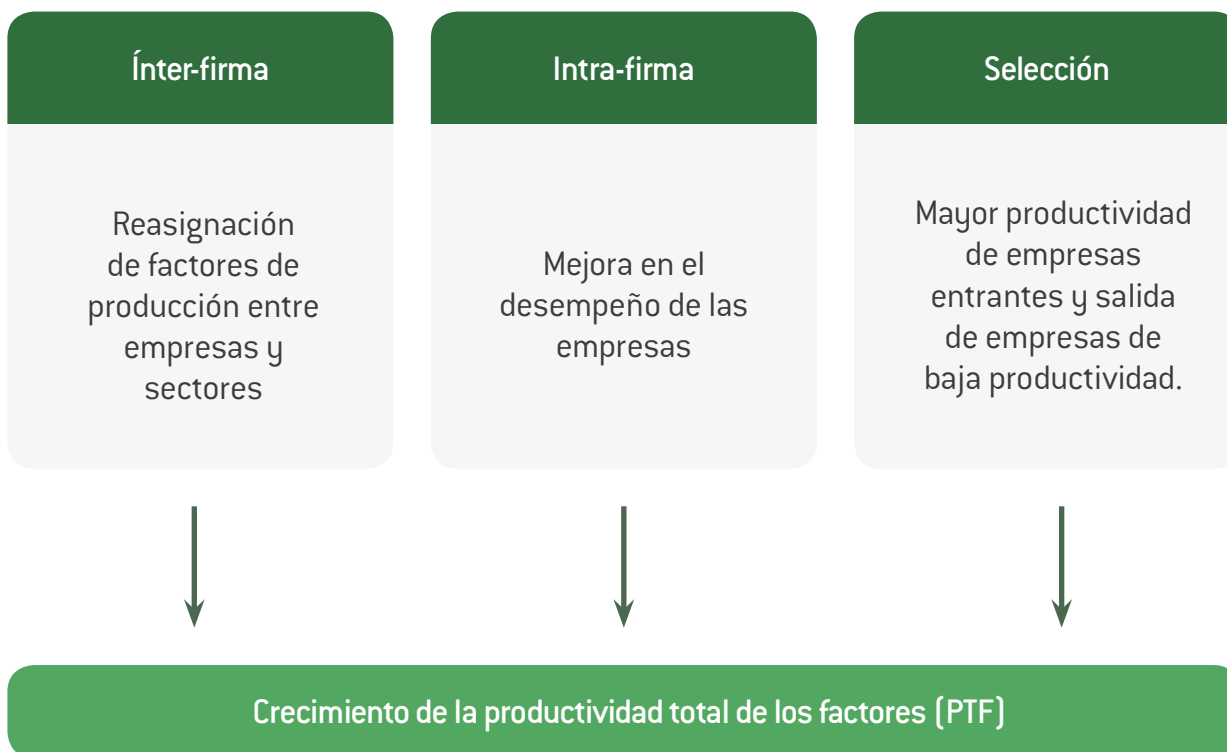 Ínter-firma
Reasignación
de factores de
producción entre
empresas y
sectores
Intra-firma
Mejora en el
desempeño de las
empresas
Selección
Mayor productividad
de empresas
entrantes y salida
de empresas de
baja productividad.
Crecimiento de la productividad total de los factores (PTF)